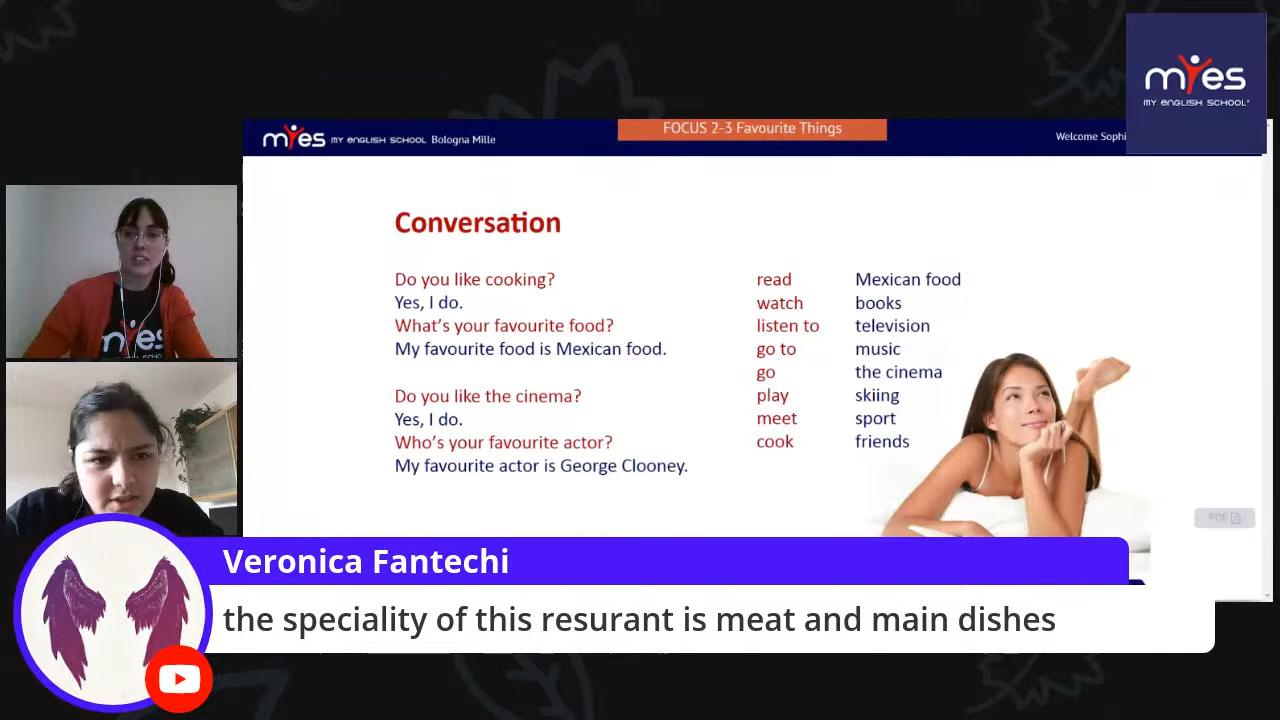 myes
MY ENGLISH SCHOOL®
myes MY ENGLISH SCHOOL Bologna Mille
FOCUS 2-3 Favourite Things
Welcome Sophi
Conversation
Do you like cooking?
Yes, I do.
What's your favourite food?
My favourite food is Mexican food.
Do you like the cinema?
Yes, I do.
Who's your favourite actor?
My favourite actor is George Clooney.
read
watch
listen to
go to
go
play
meet
cook
Mexican food
books
television
music
the cinema
skiing
sport
friends
PDF
myes
Veronica Fantechi
the speciality of this resurant is meat and main dishes